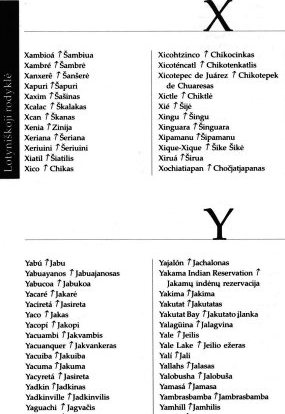 Lotyniškoji rodyklė
X
Xambioá ↑ Šambiua
Xambré ↑ Šambrė
Xanxerê ↑ Šanšerė
Xapuri ↑ Šapuri
Xaxim ↑ Šašinas
Xcalac ↑ Škalakas
Xcan ↑ Škanas
Xenia ↑ Zinija
Xeriana ↑ Šeriana
Xeriuini ↑ Šeriuini
Xiatil ↑ Šiatilis
Xico ↑ Chikas
Xicohtzinco ↑ Chikocinkas
Xicoténcatl ↑ Chikotenkatlis
Xicotepec de Juárez ↑ Chikotepek
de Chuaresas
Xictle ↑ Chiktlė
Xié ↑ Šijė
Xingu ↑ Šingu
Xinguara ↑ Šinguara
Xipamanu ↑ Šipamanu
Xique-Xique ↑ Šikė Šikė
Xiruá ↑ Širua
Xochiatiapan ↑ Chočjatjapanas
Y
Yabú ↑ Jabu
Yabuayanos ↑ Jabuajanosas
Yabucoa ↑ Jabukoa
Yacaré ↑ Jakarė
Yaciretá ↑ Jasireta
Yaco ↑ Jakas
Yacopí ↑ Jakopi
Yacuambi ↑ Jakvambis
Yacuanquer ↑ Jakvankeras
Yacuiba ↑ Jakuiba
Yacuma ↑ Jakuma
Yacyretá ↑ Jasireta
Yadkin ↑ Jadkinas
Yadkinville ↑ Jadkinvilis
Yaguachi ↑ Jagvačis
Yajalón ↑ Jachalonas
Yakama Indian Reservation ↑
Jakamų indėnų rezervacija
Yakima ↑ Jakima
Yakutat ↑ Jakutatas
Yakutat Bay ↑ Jakutato įlanka
Yalagüina ↑ Jalagvina
Yale ↑ Jeilis
Yale Lake ↑ Jeilio ežeras
Yalí ↑ Jali
Yallahs ↑ Jalasas
Yalobusha ↑ Jalobuša
Yamasá ↑ Jamasa
Yambrasbamba ↑ Jambrasbamba
Yamhill ↑ Jamhilis